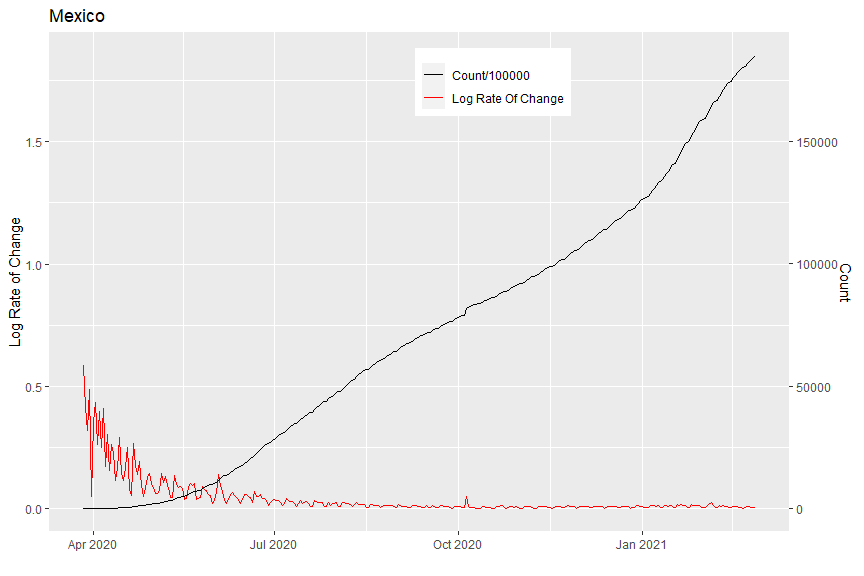 Mexico
Count/100000
Log Rate Of Change
1.5
1.0
0.5
0.0
Log Rate of Change
150000
100000
50000
0
Count
Apr 2020
Jul 2020
Oct 2020
Jan 2021